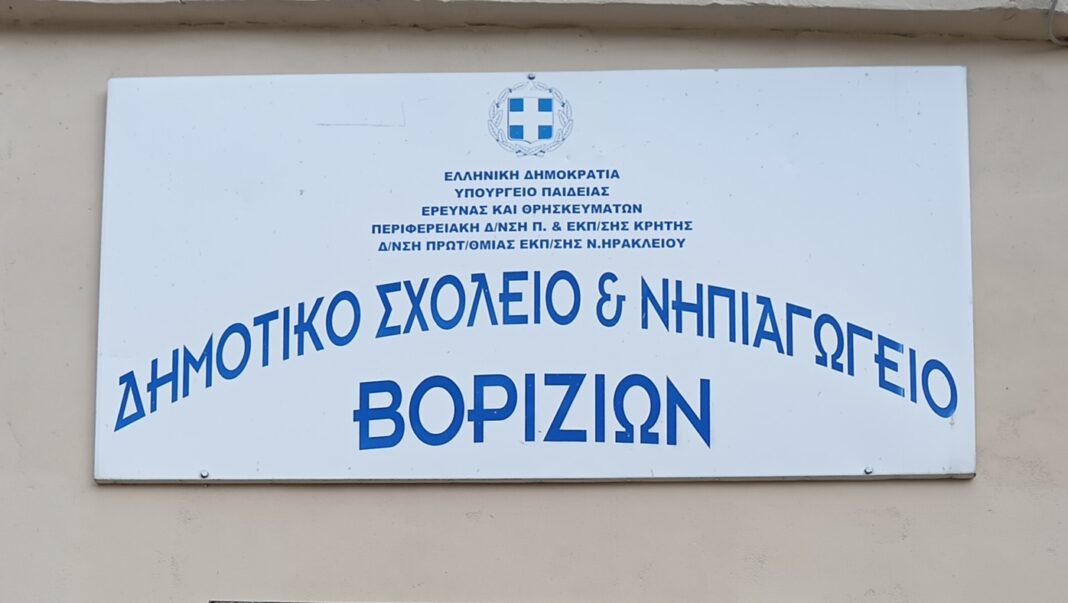 ΕΛΛΗΝΙΚΗ ΔΗΜΟΚΡΑΤΙΑ
ΥΠΟΥΡΓΕΙΟ ΠΑΙΔΕΙΑΣ
ΕΡΕΥΝΑΣ ΚΑΙ ΘΡΗΣΚΕΥΜΑΤΩΝ
ΠΕΡΙΦΕΡΕΙΑΚΗ Δ/ΝΣΗ Π. & ΕΚΠ/ΣΗΣ ΚΡΗΤΗΣ
Δ/ΝΣΗ ΠΡΩΤ/ΘΜΙΑΣ ΕΚΠ/ΣΗΣ Ν.ΗΡΑΚΛΕΙΟΥ
ΔΗΜΟΤΙΚΟ ΣΧΟΛΕΙΟ & ΝΗΠΙΑΓΩΓΕΙΟ
ΒΟΡΙΖΙΩΝ